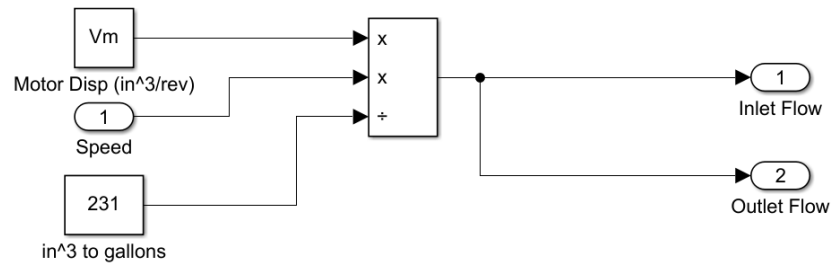 Vm
x
Motor Disp (in^3/rev)
x
1
1
Inlet Flow
÷
Speed
231
2
Outlet Flow
in^3 to gallons